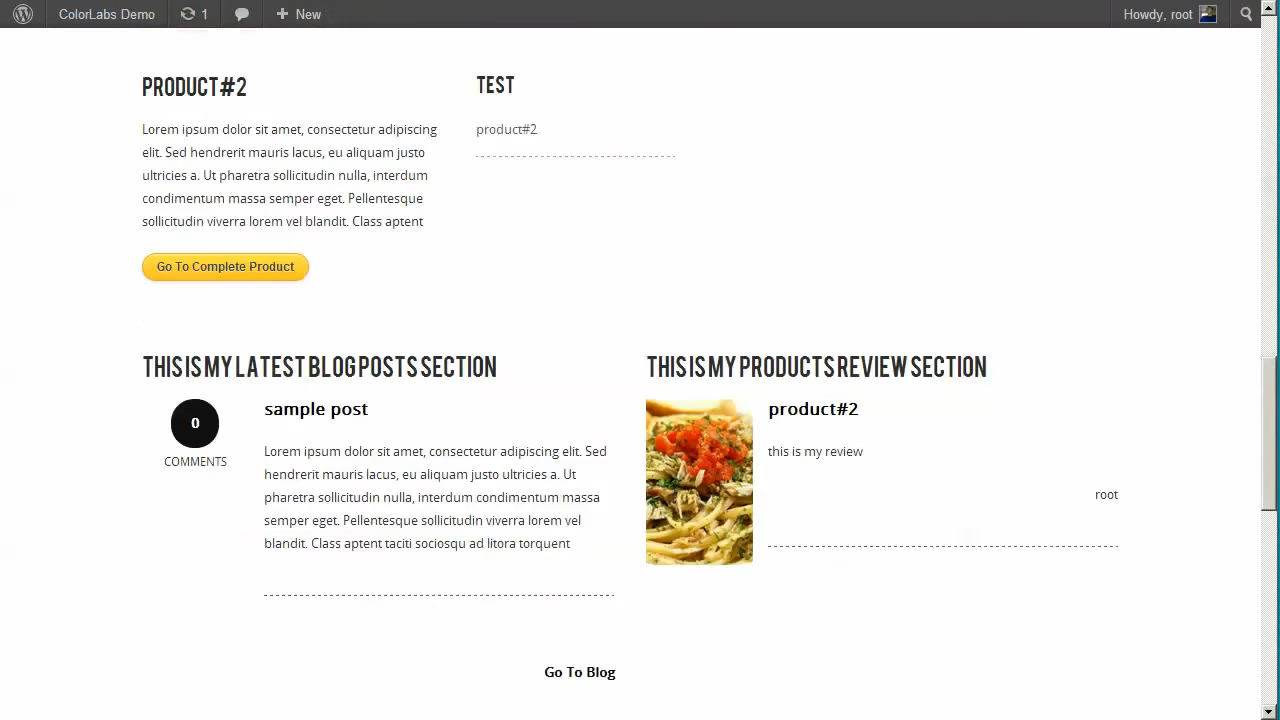 ColorLabs Demo 1 New Howdy, root
PRODUCT#2
Lorem ipsum dolor sit amet, consectetur adipiscing
elit. Sed hendrerit mauris lacus, eu aliquam justo
ultricies a. Ut pharetra sollicitudin nulla, interdum
condimentum massa semper eget. Pellentesque
sollicitudin viverra lorem vel blandit. Class aptent
Go To Complete Product
TEST
product#2
THIS IS MY LATEST BLOG POSTS SECTION
0
COMMENTS
sample post
Lorem ipsum dolor sit amet, consectetur adipiscing elit. Sed
hendrerit mauris lacus, eu aliquam justo ultricies a. Ut
pharetra sollicitudin nulla, interdum condimentum massa
semper eget. Pellentesque sollicitudin viverra lorem vel
blandit. Class aptent taciti sociosqu ad litora torquent
Go To Blog
THIS IS MY PRODUCTS REVIEW SECTION
product#2
this is my review
root